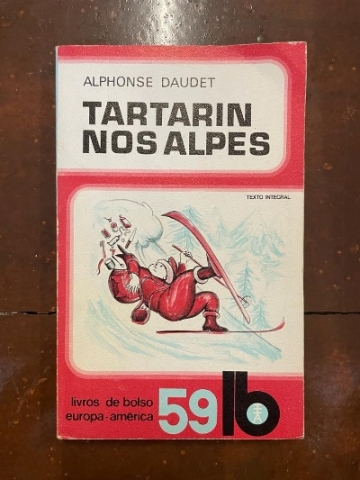 ALPHONSE DAUDET
TARTARIN
NOS ALPES
TEXTO INTEGRAL
livros de bolso
europa-américa
59 lb